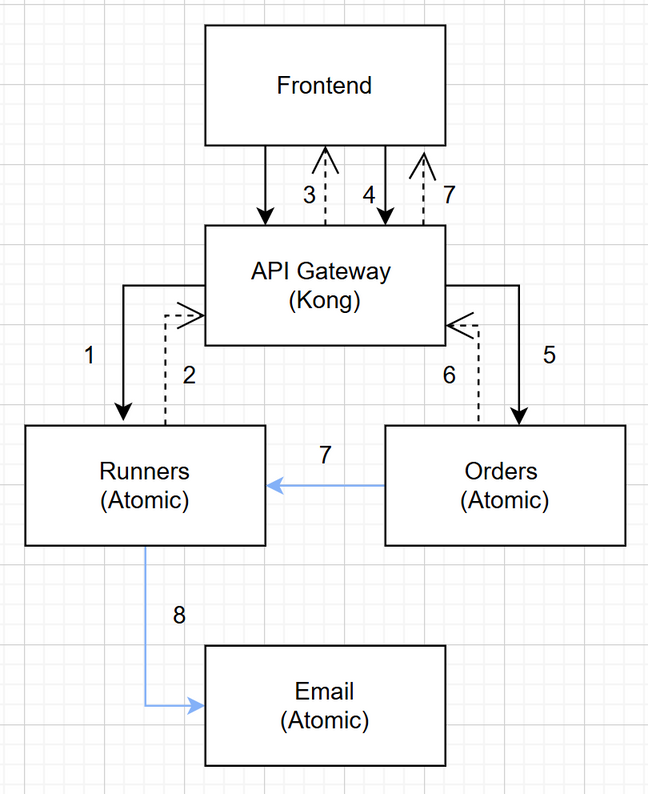 Frontend
3
4
7
API Gateway
(Kong)
1
2
6
5
Runners
(Atomic)
7
Orders
(Atomic)
8
Email
(Atomic)